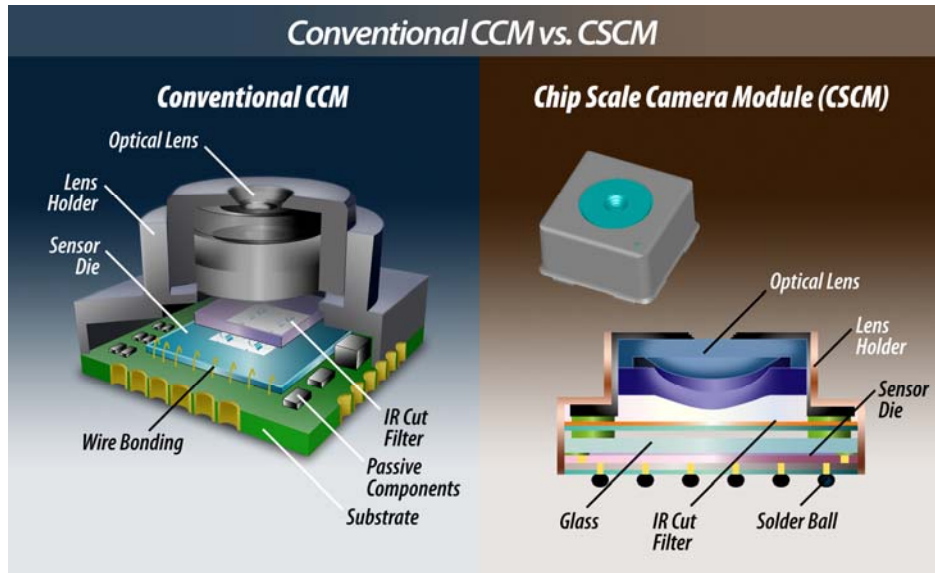 Conventional CCM vs. CSCM
Conventional CCM
Optical Lens
Lens
Holder
Sensor
Die
Wire Bonding
IR Cut
Filter
Passive
Components
Substrate
Chip Scale Camera Module (CSCM)
Optical Lens
Lens
Holder
Sensor
Die
Glass
IR Cut
Filter
Solder Ball